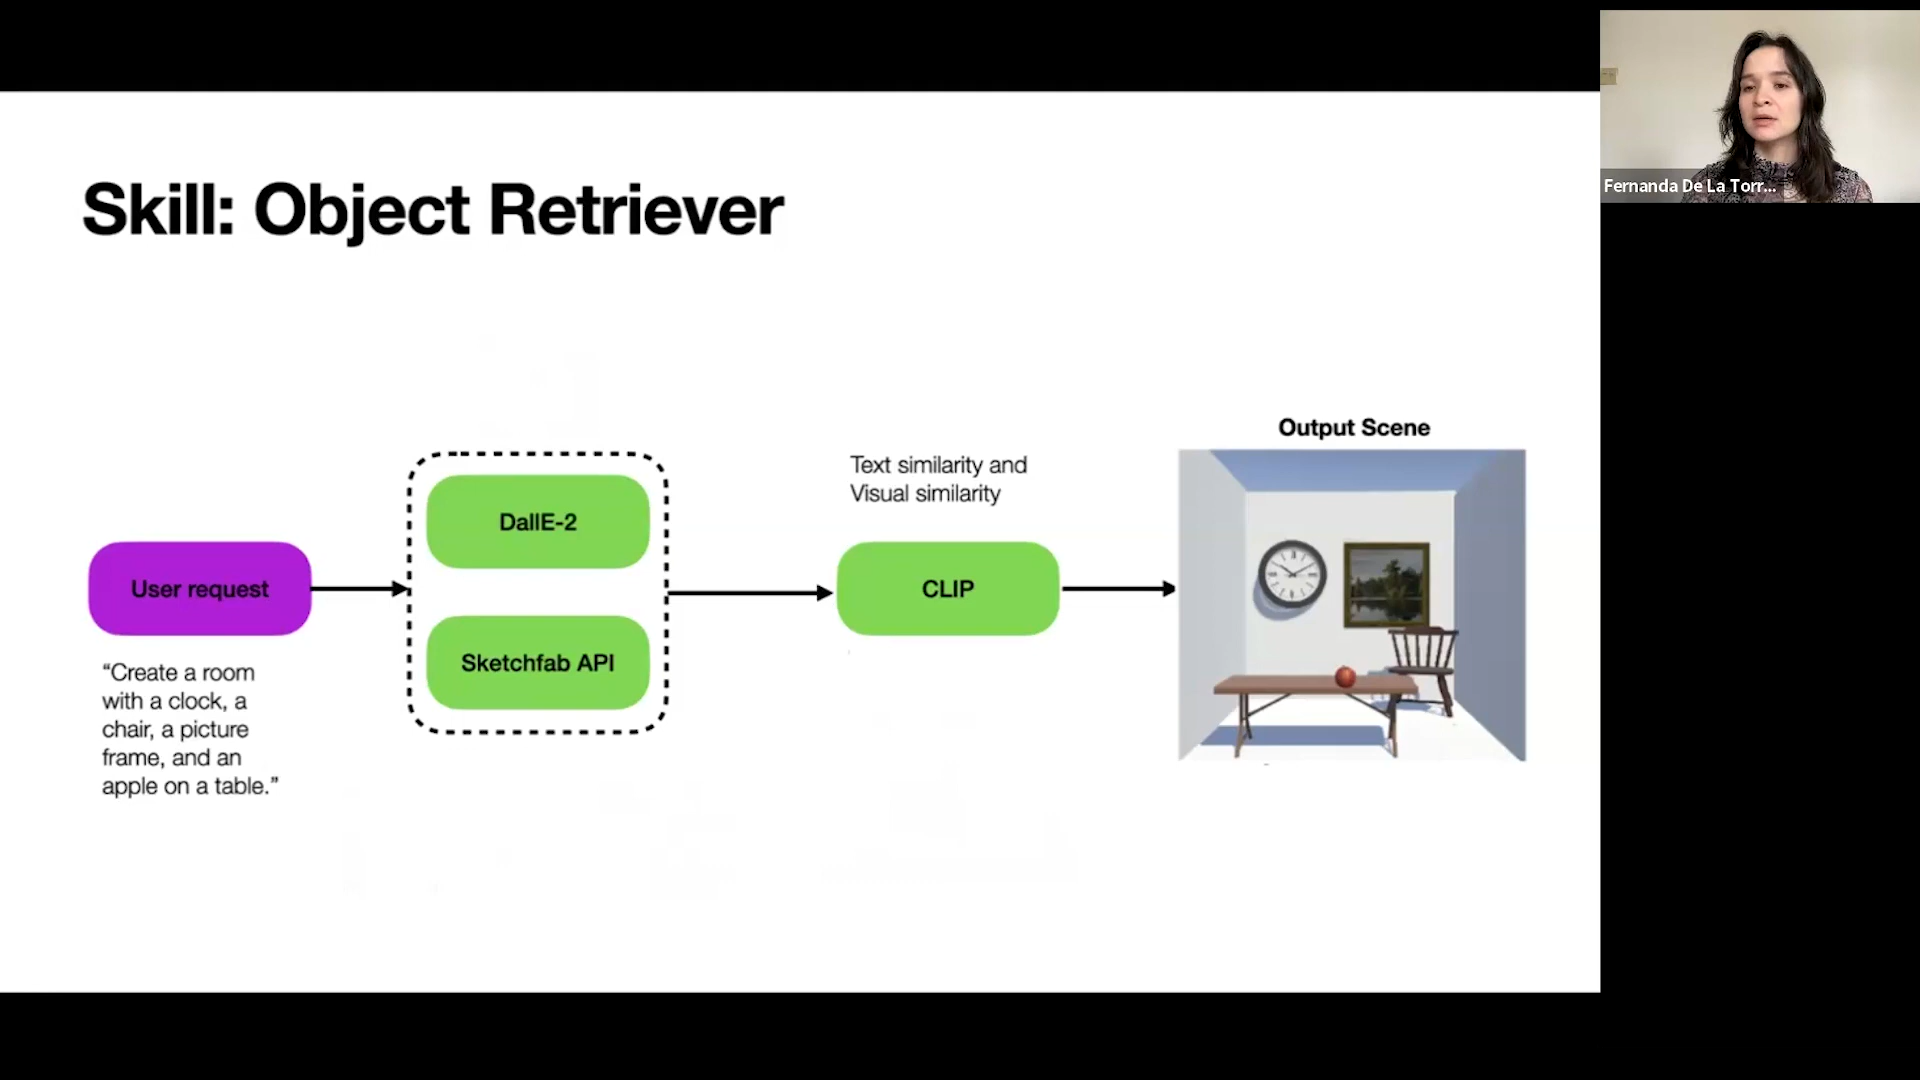 Skill: Object Retriever
Fernanda De La Torr...
User request
“Create a room
with a clock, a
chair, a picture
frame, and an
apple on a table.”
DallE-2
Sketchfab API
Text similarity and
Visual similarity
CLIP
Output Scene